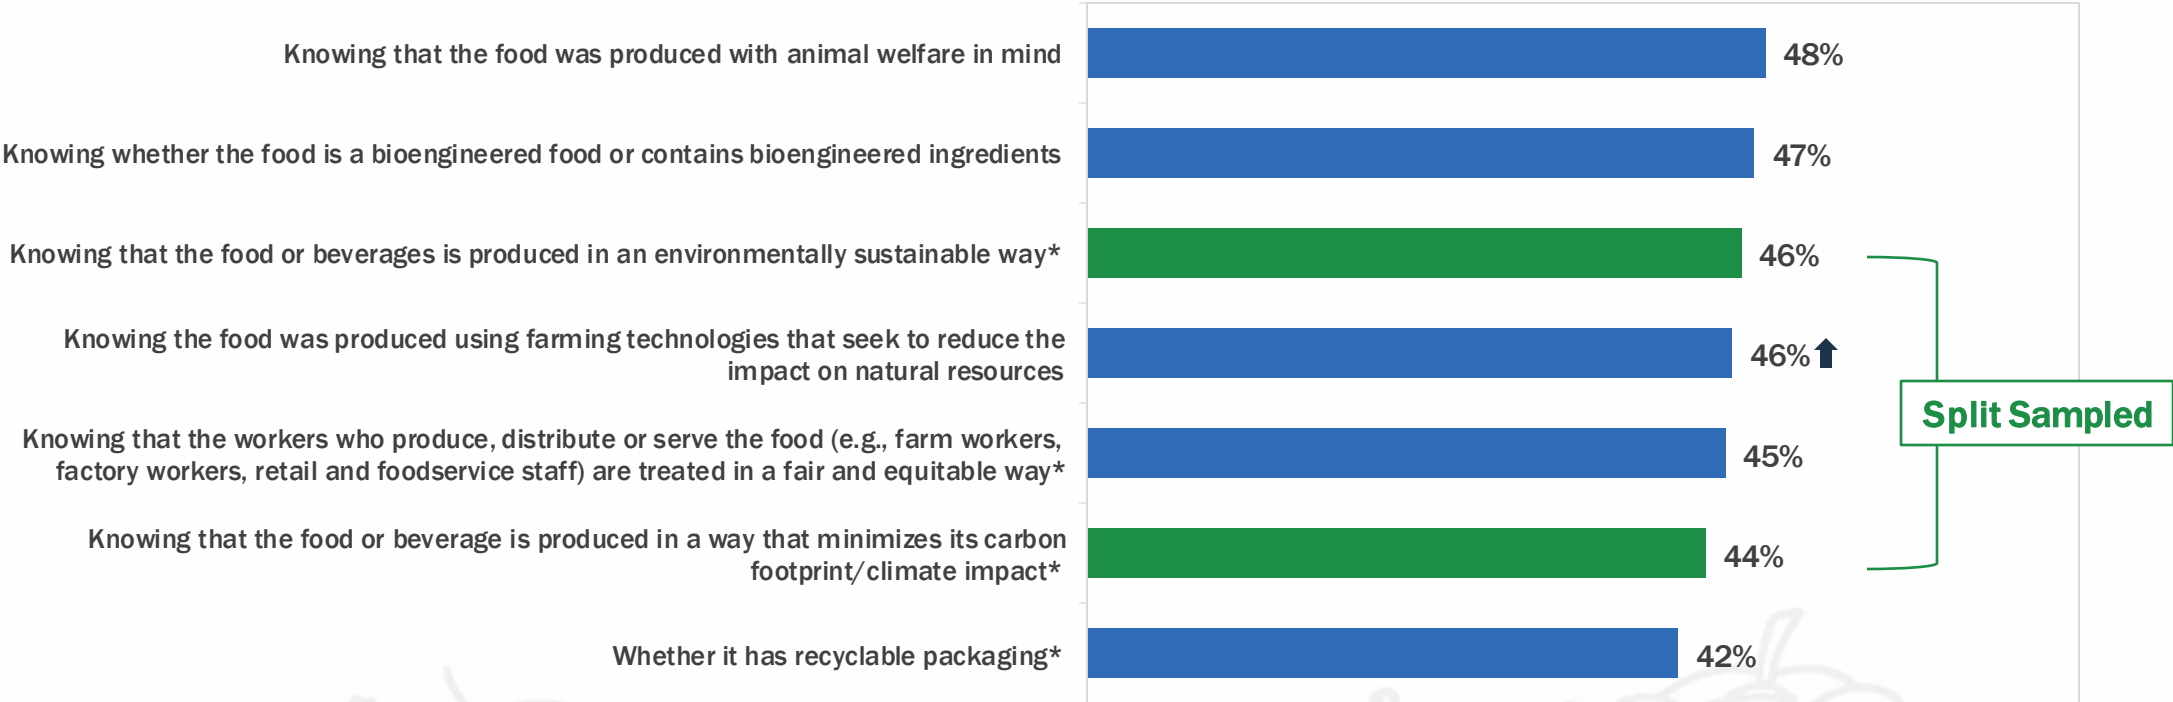 Knowing that the food was produced with animal welfare in mind
48%
Knowing whether the food is a bioengineered food or contains bioengineered ingredients
47%
Knowing that the food or beverages is produced in an environmentally sustainable way*
46%
Knowing the food was produced using farming technologies that seek to reduce the
impact on natural resources
46%
Knowing that the workers who produce, distribute or serve the food (e.g., farm workers,
factory workers, retail and foodservice staff) are treated in a fair and equitable way*
45%
Knowing that the food or beverage is produced in a way that minimizes its carbon
footprint/climate impact*
44%
Whether it has recyclable packaging*
42%
Split Sampled